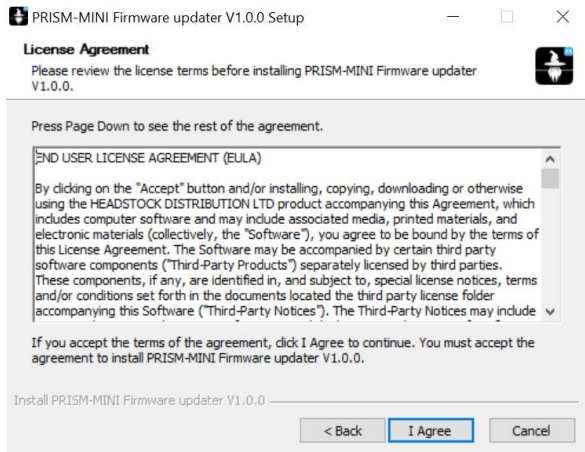 PRISM-MINI Firmware updater V1.0.0 Setup
License Agreement
Please review the license terms before installing PRISM-MINI Firmware updater
V1.0.0.
Press Page Down to see the rest of the agreement.
END USER LICENSE AGREEMENT (EULA)
By clicking on the "Accept" button and/or installing, copying, downloading or otherwise
using the HEADSTOCK DISTRIBUTION LTD product accompanying this Agreement, which
includes computer software and may include associated media, printed materials, and
electronic materials (collectively, the "Software"), you agree to be bound by the terms of
this License Agreement. The Software may be accompanied by certain third party
software components ("Third-Party Products") separately licensed by third parties.
These components, if any, are identified in, and subject to, special license notices, terms
and/or conditions set forth in the documents located the third party license folder
accompanying this Software ("Third-Party Notices"). The Third-Party Notices may include
If you accept the terms of the agreement, click I Agree to continue. You must accept the
agreement to install PRISM-MINI Firmware updater V1.0.0.
Install PRISM-MINI Firmware updater V1.0.0
< Back I Agree Cancel